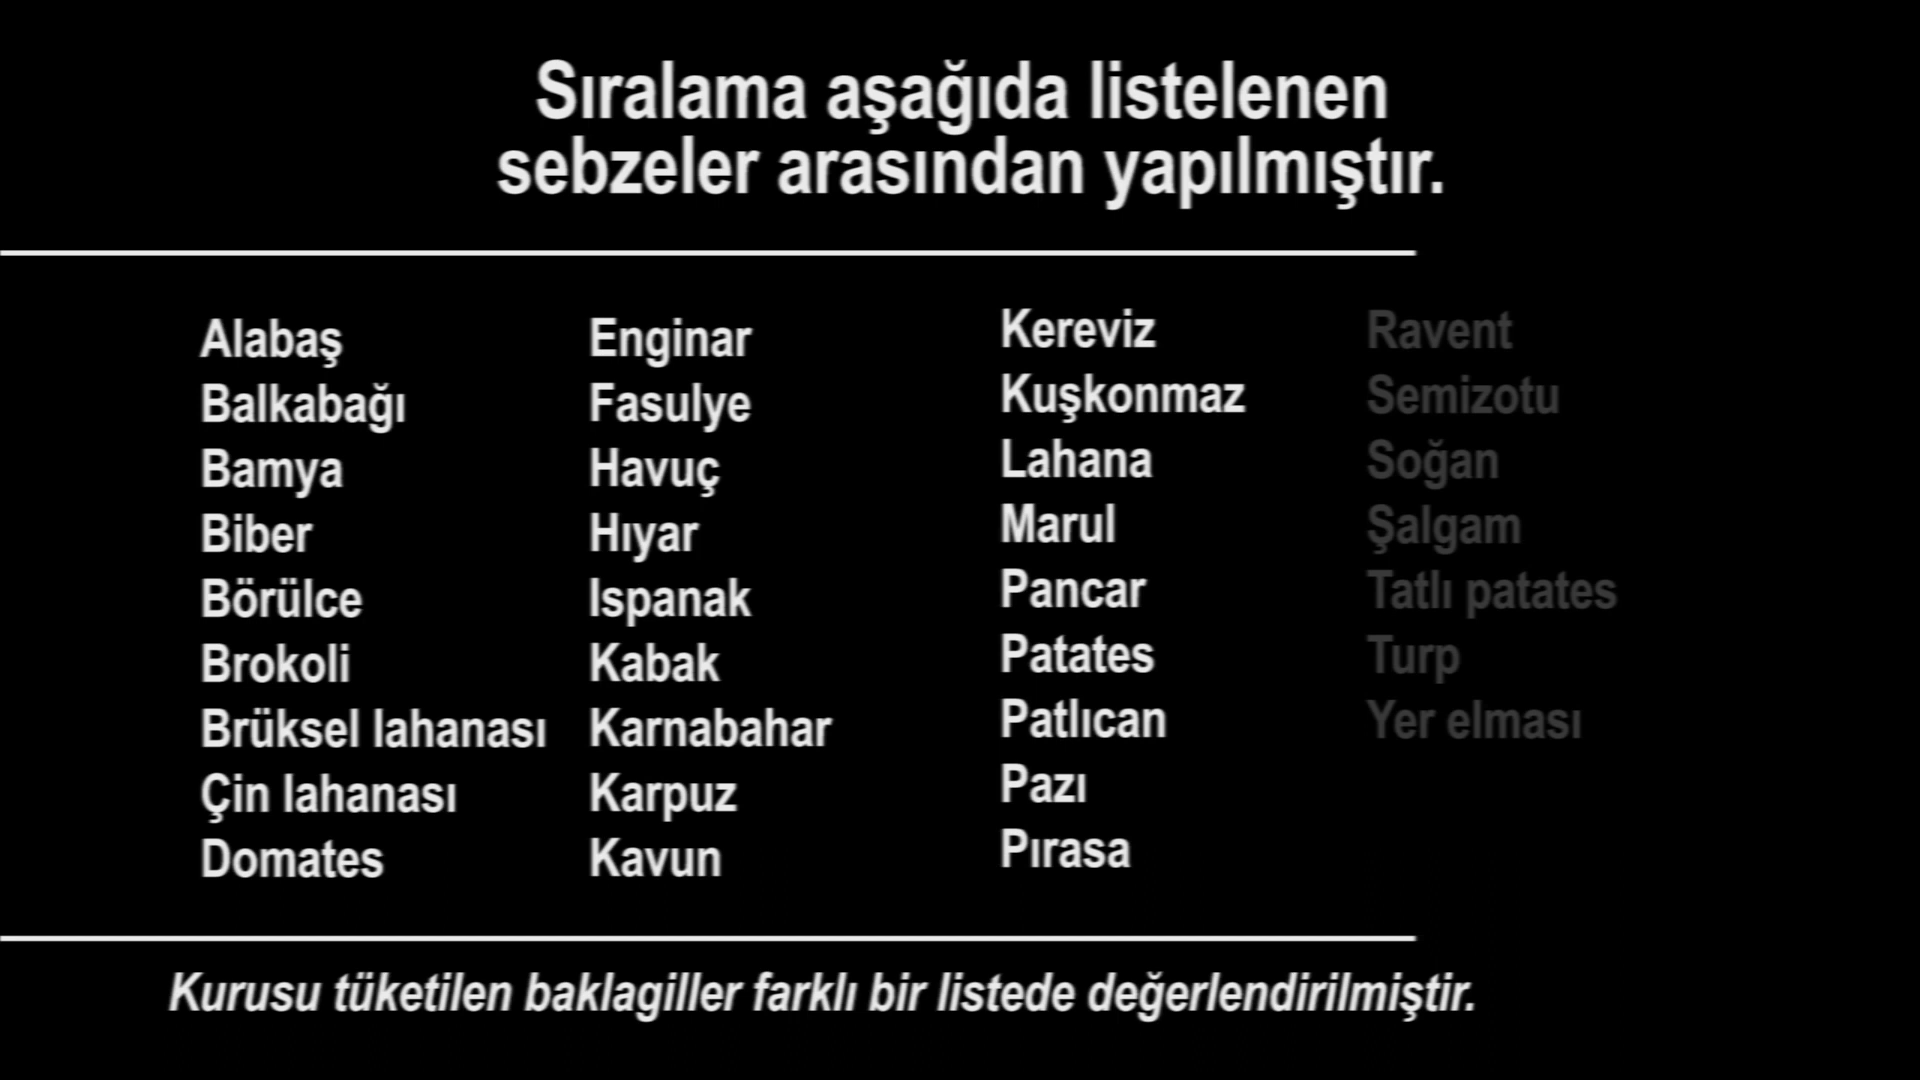 Sıralama aşağıda listelenen
sebzeler arasından yapılmıştır.
Alabaş
Balkabağı
Bamya
Biber
Börülce
Brokoli
Brüksel lahanası
Çin lahanası
Domates
Enginar
Fasulye
Havuç
Hıyar
Ispanak
Kabak
Karnabahar
Karpuz
Kavun
Kereviz
Kuşkonmaz
Lahana
Marul
Pancar
Patates
Patlıcan
Pazı
Pırasa
Ravent
Semizotu
Soğan
Şalgam
Tatlı patates
Turp
Yer elması
Kurusu tüketilen baklagiller farklı bir listede değerlendirilmiştir.